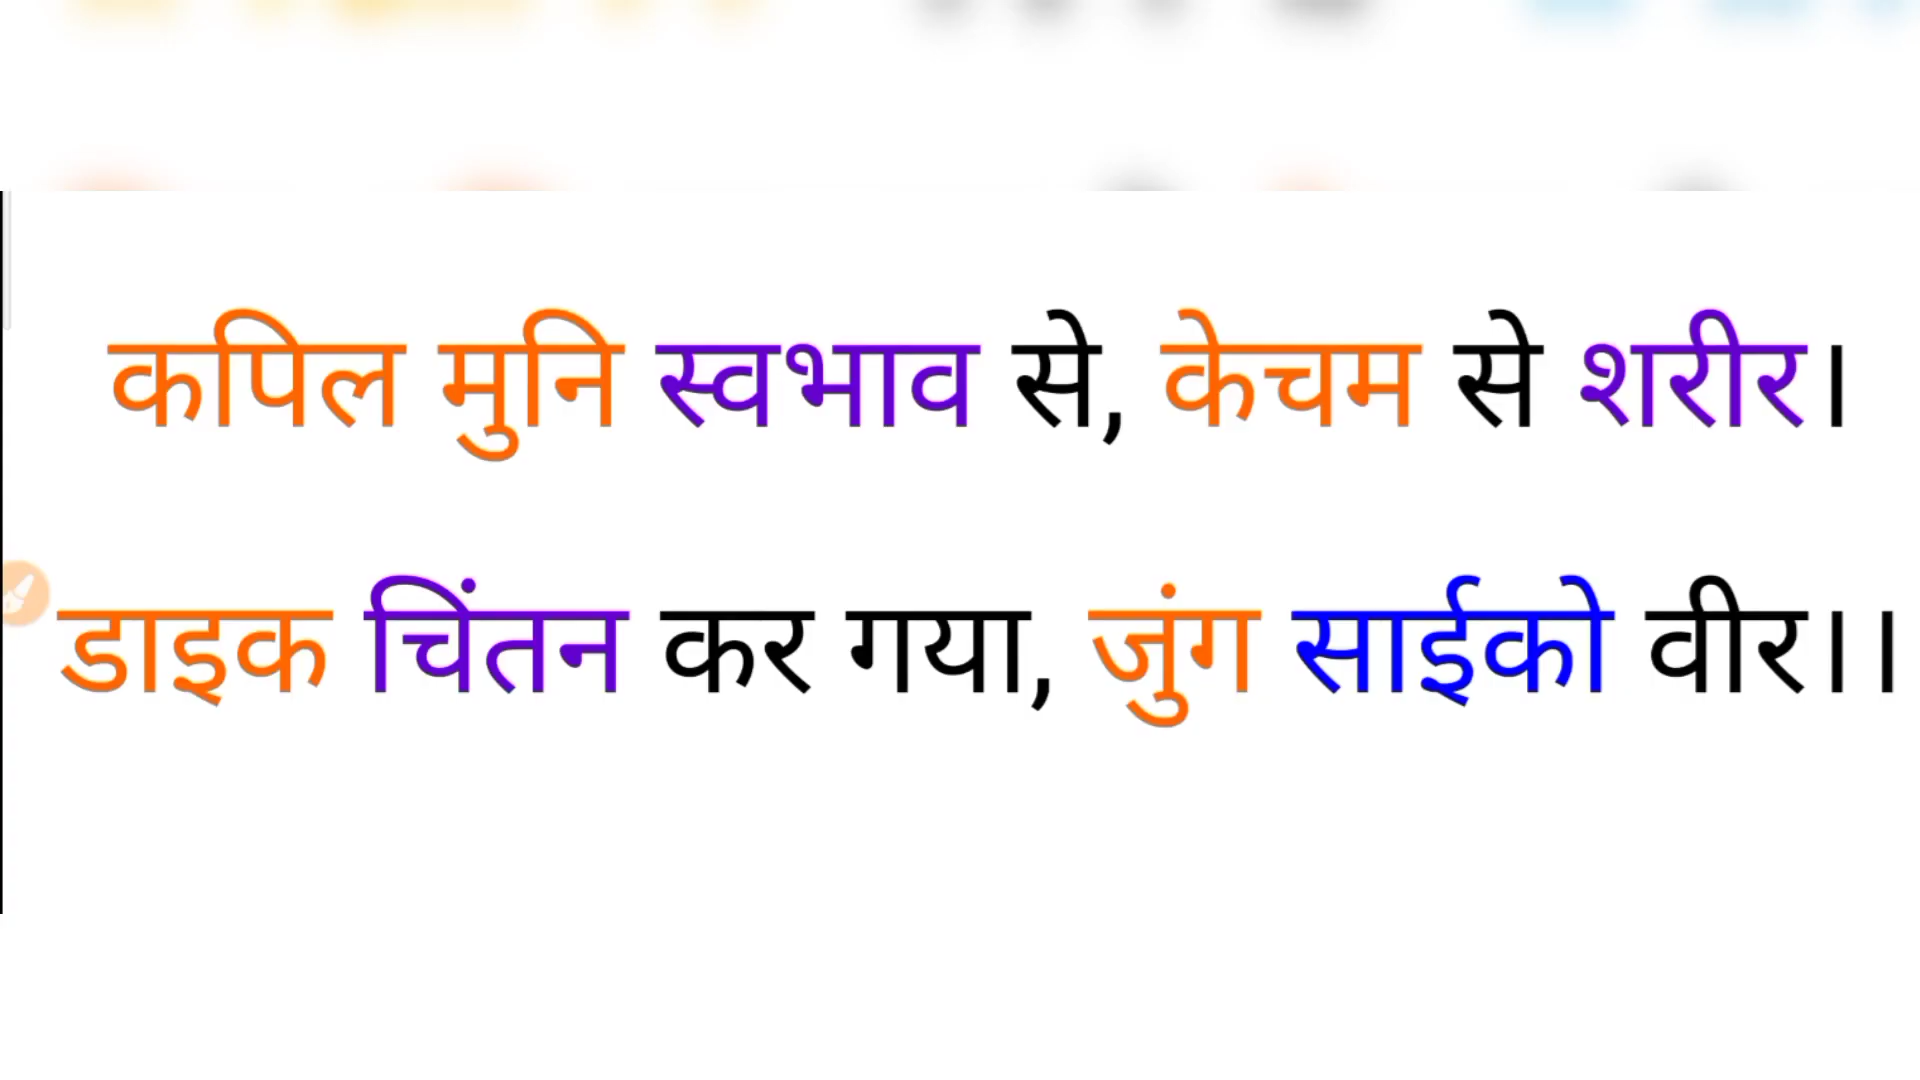 कपिल मुनि स्वभाव से, केचम से शरीर।
डाइक चिंतन कर गया, जुंग साईको वीर।।